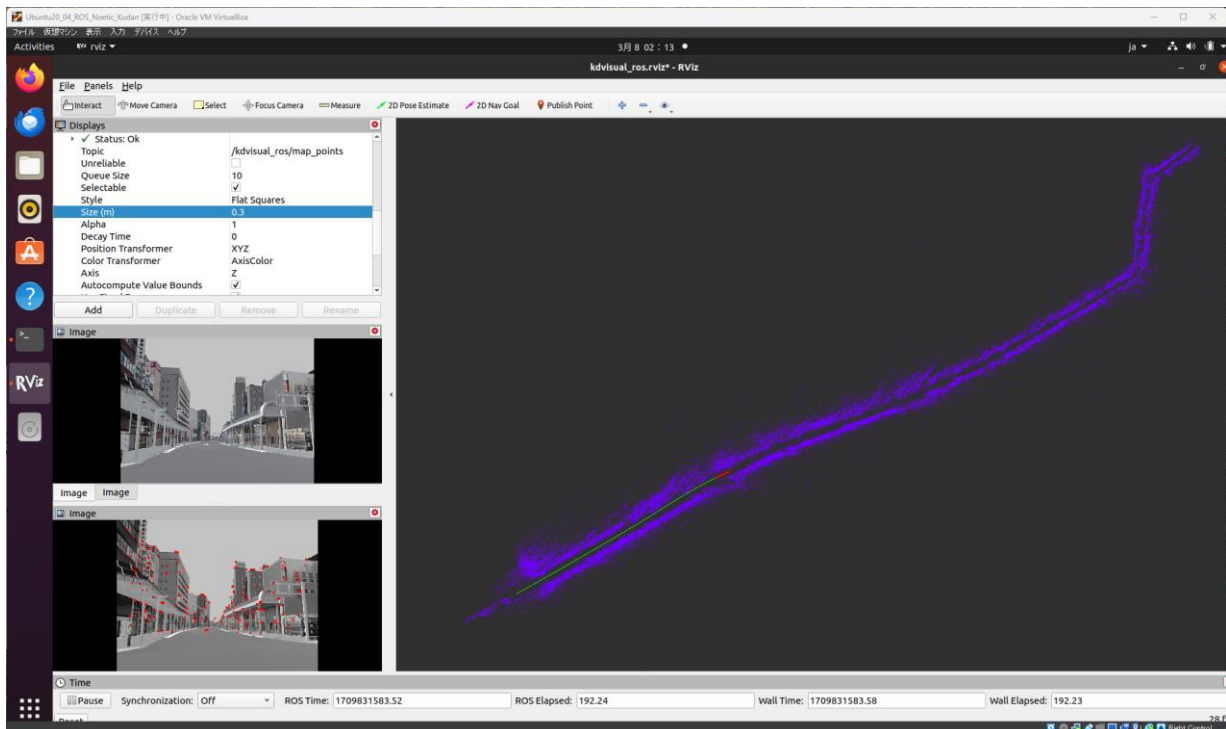 Ubuntu20_04_ROS_Noetic_Kudan [実行中] - Oracle VM VirtualBox
ファイル 仮想マシン 表示 入力 デバイス ヘルプ
Activities RViz rviz 3月 8 02:13 ja
kdvisual_ros.rviz* - RViz
File Panels Help
Interact Move Camera Select Focus Camera Measure 2D Pose Estimate 2D Nav Goal Publish Point
Displays
Status: Ok
Topic /kdvisual_ros/map_points
Unreliable
Queue Size 10
Selectable
Style Flat Squares
Size (m) 0.3
Alpha 1
Decay Time 0
Position Transformer XYZ
Color Transformer AxisColor
Axis Z
Autocompute Value Bounds
Add Duplicate Remove Rename
Image
RViz
Image Image
Image
Time
Pause Synchronization: Off ROS Time: 1709831583.52 ROS Elapsed: 192.24 Wall Time: 1709831583.58 Wall Elapsed: 192.23
Right Control